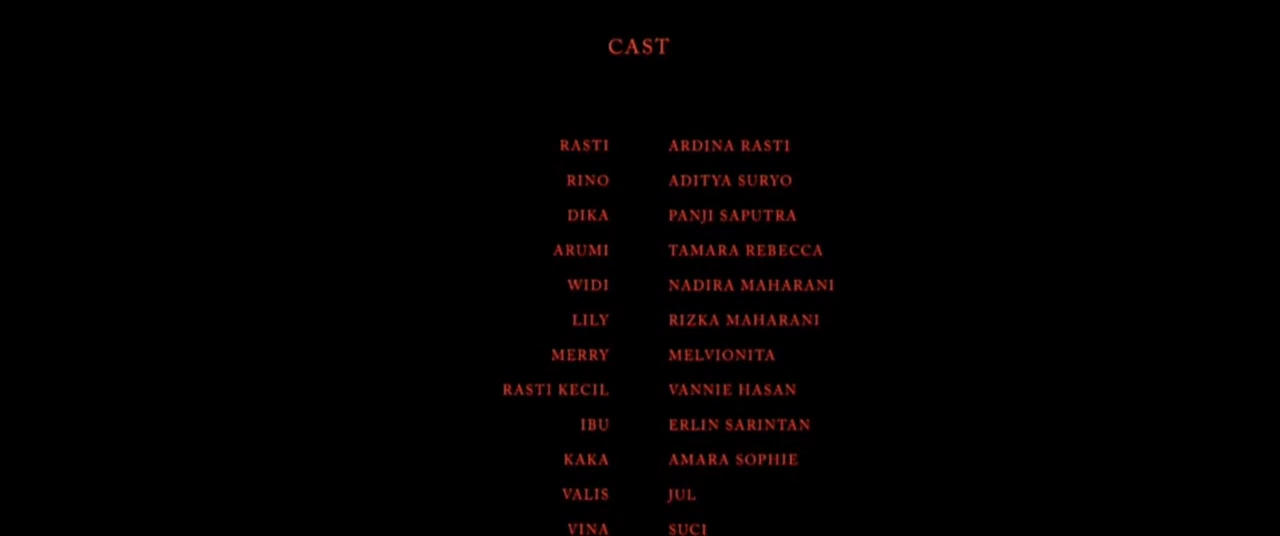 CAST
RASTI ARDINA RASTI
RINO ADITYA SURYO
DIKA PANJI SAPUTRA
ARUMI TAMARA REBECCA
WIDI NADIRA MAHARANI
LILY RIZKA MAHARANI
MERRY MELVIONITA
RASTI KECIL VANNIE HASAN
IBU ERLIN SARINTAN
KAKA AMARA SOPHIE
VALIS JUL
VINA SUCI